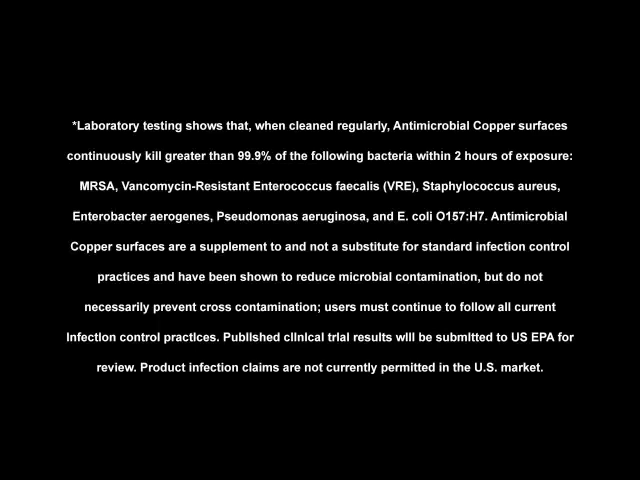 *Laboratory testing shows that, when cleaned regularly, Antimicrobial Copper surfaces
continuously kill greater than 99.9% of the following bacteria within 2 hours of exposure:
MRSA, Vancomycin-Resistant Enterococcus faecalis (VRE), Staphylococcus aureus,
Enterobacter aerogenes, Pseudomonas aeruginosa, and E. coli O157:H7. Antimicrobial
Copper surfaces are a supplement to and not a substitute for standard infection control
practices and have been shown to reduce microbial contamination, but do not
necessarily prevent cross contamination; users must continue to follow all current
infection control practices. Published clinical trial results will be submitted to US EPA for
review. Product infection claims are not currently permitted in the U.S. market.